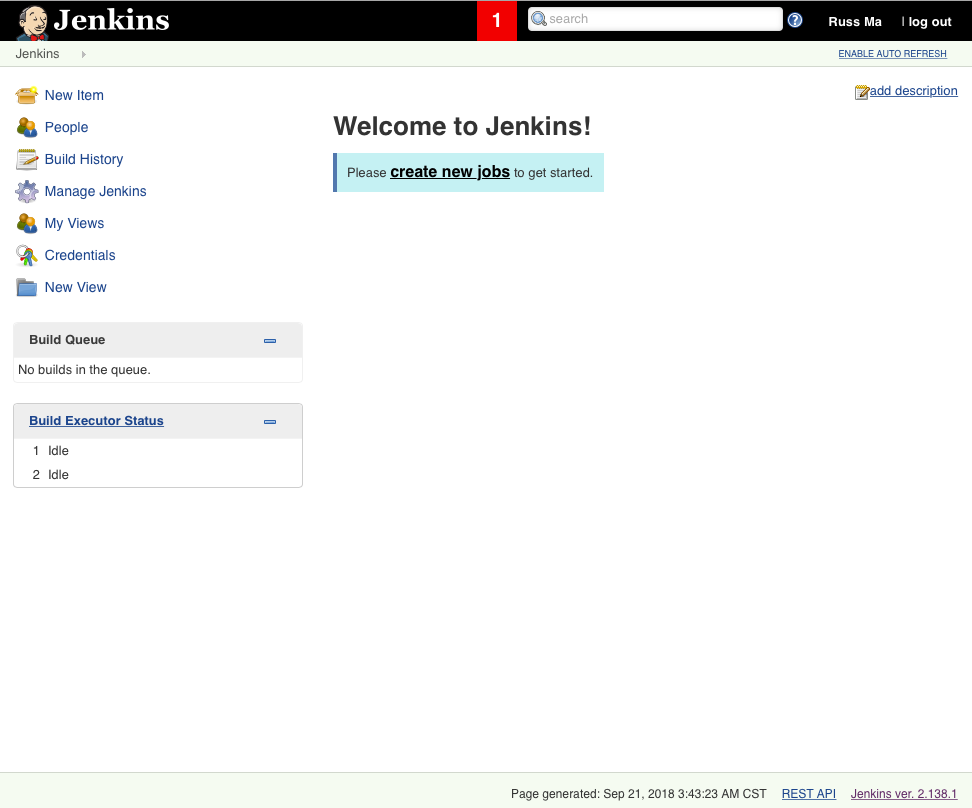 Jenkins
1
search
?
Russ Ma
| log out
Jenkins
ENABLE AUTO REFRESH
New Item
People
Build History
Manage Jenkins
My Views
Credentials
New View
add description
Welcome to Jenkins!
Please create new jobs to get started.
Build Queue
No builds in the queue.
Build Executor Status
1 Idle
2 Idle
Page generated: Sep 21, 2018 3:43:23 AM CST REST API Jenkins ver. 2.138.1